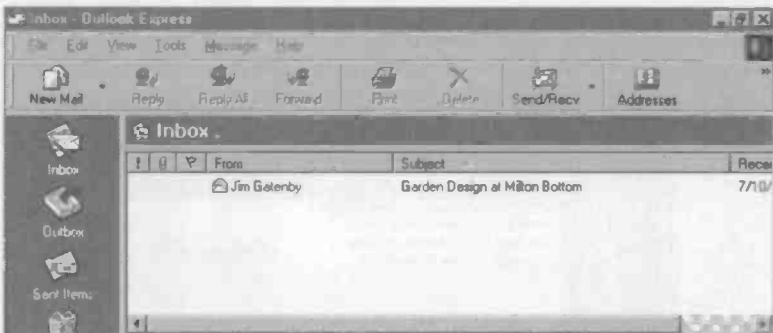 Inbox - Outlook Express
File Edit View Tools Message Help
New Mail Reply Reply All Forward Print Delete Send/Recv Addresses »
Inbox
Inbox
! From Subject Recei
Jim Gatenby Garden Design at Milton Bottom 7/10/
Outbox
Sent Items